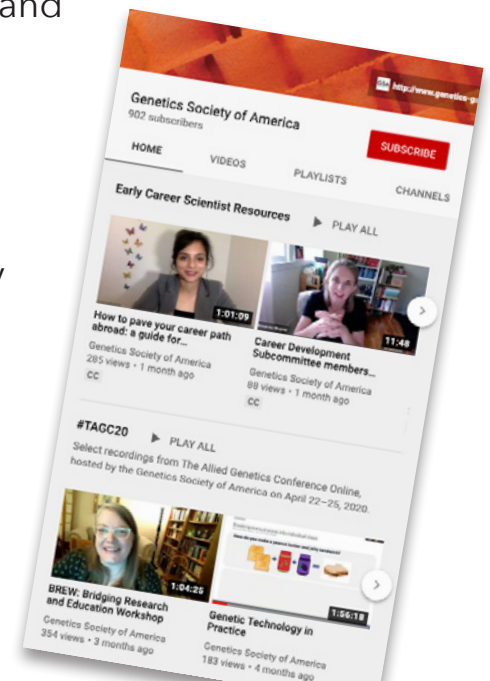 and
y
http://www.genetics-g
Genetics Society of America
902 subscribers
SUBSCRIBE
HOME
VIDEOS
PLAYLISTS
CHANNELS
Early Career Scientist Resources
PLAY ALL
1:01:09
11:48
How to pave your career path
abroad: a guide for...
Genetics Society of America
285 views • 1 month ago
CC
Career Development
Subcommittee members...
Genetics Society of America
88 views • 1 month ago
CC
#TAGC20
PLAY ALL
Select recordings from The Allied Genetics Conference Online,
hosted by the Genetics Society of America on April 22–25, 2020.
1:04:25
1:56:18
BREW: Bridging Research
and Education Workshop
Genetics Society of America
354 views • 3 months ago
Genetic Technology in
Practice
Genetics Society of America
183 views • 4 months ago